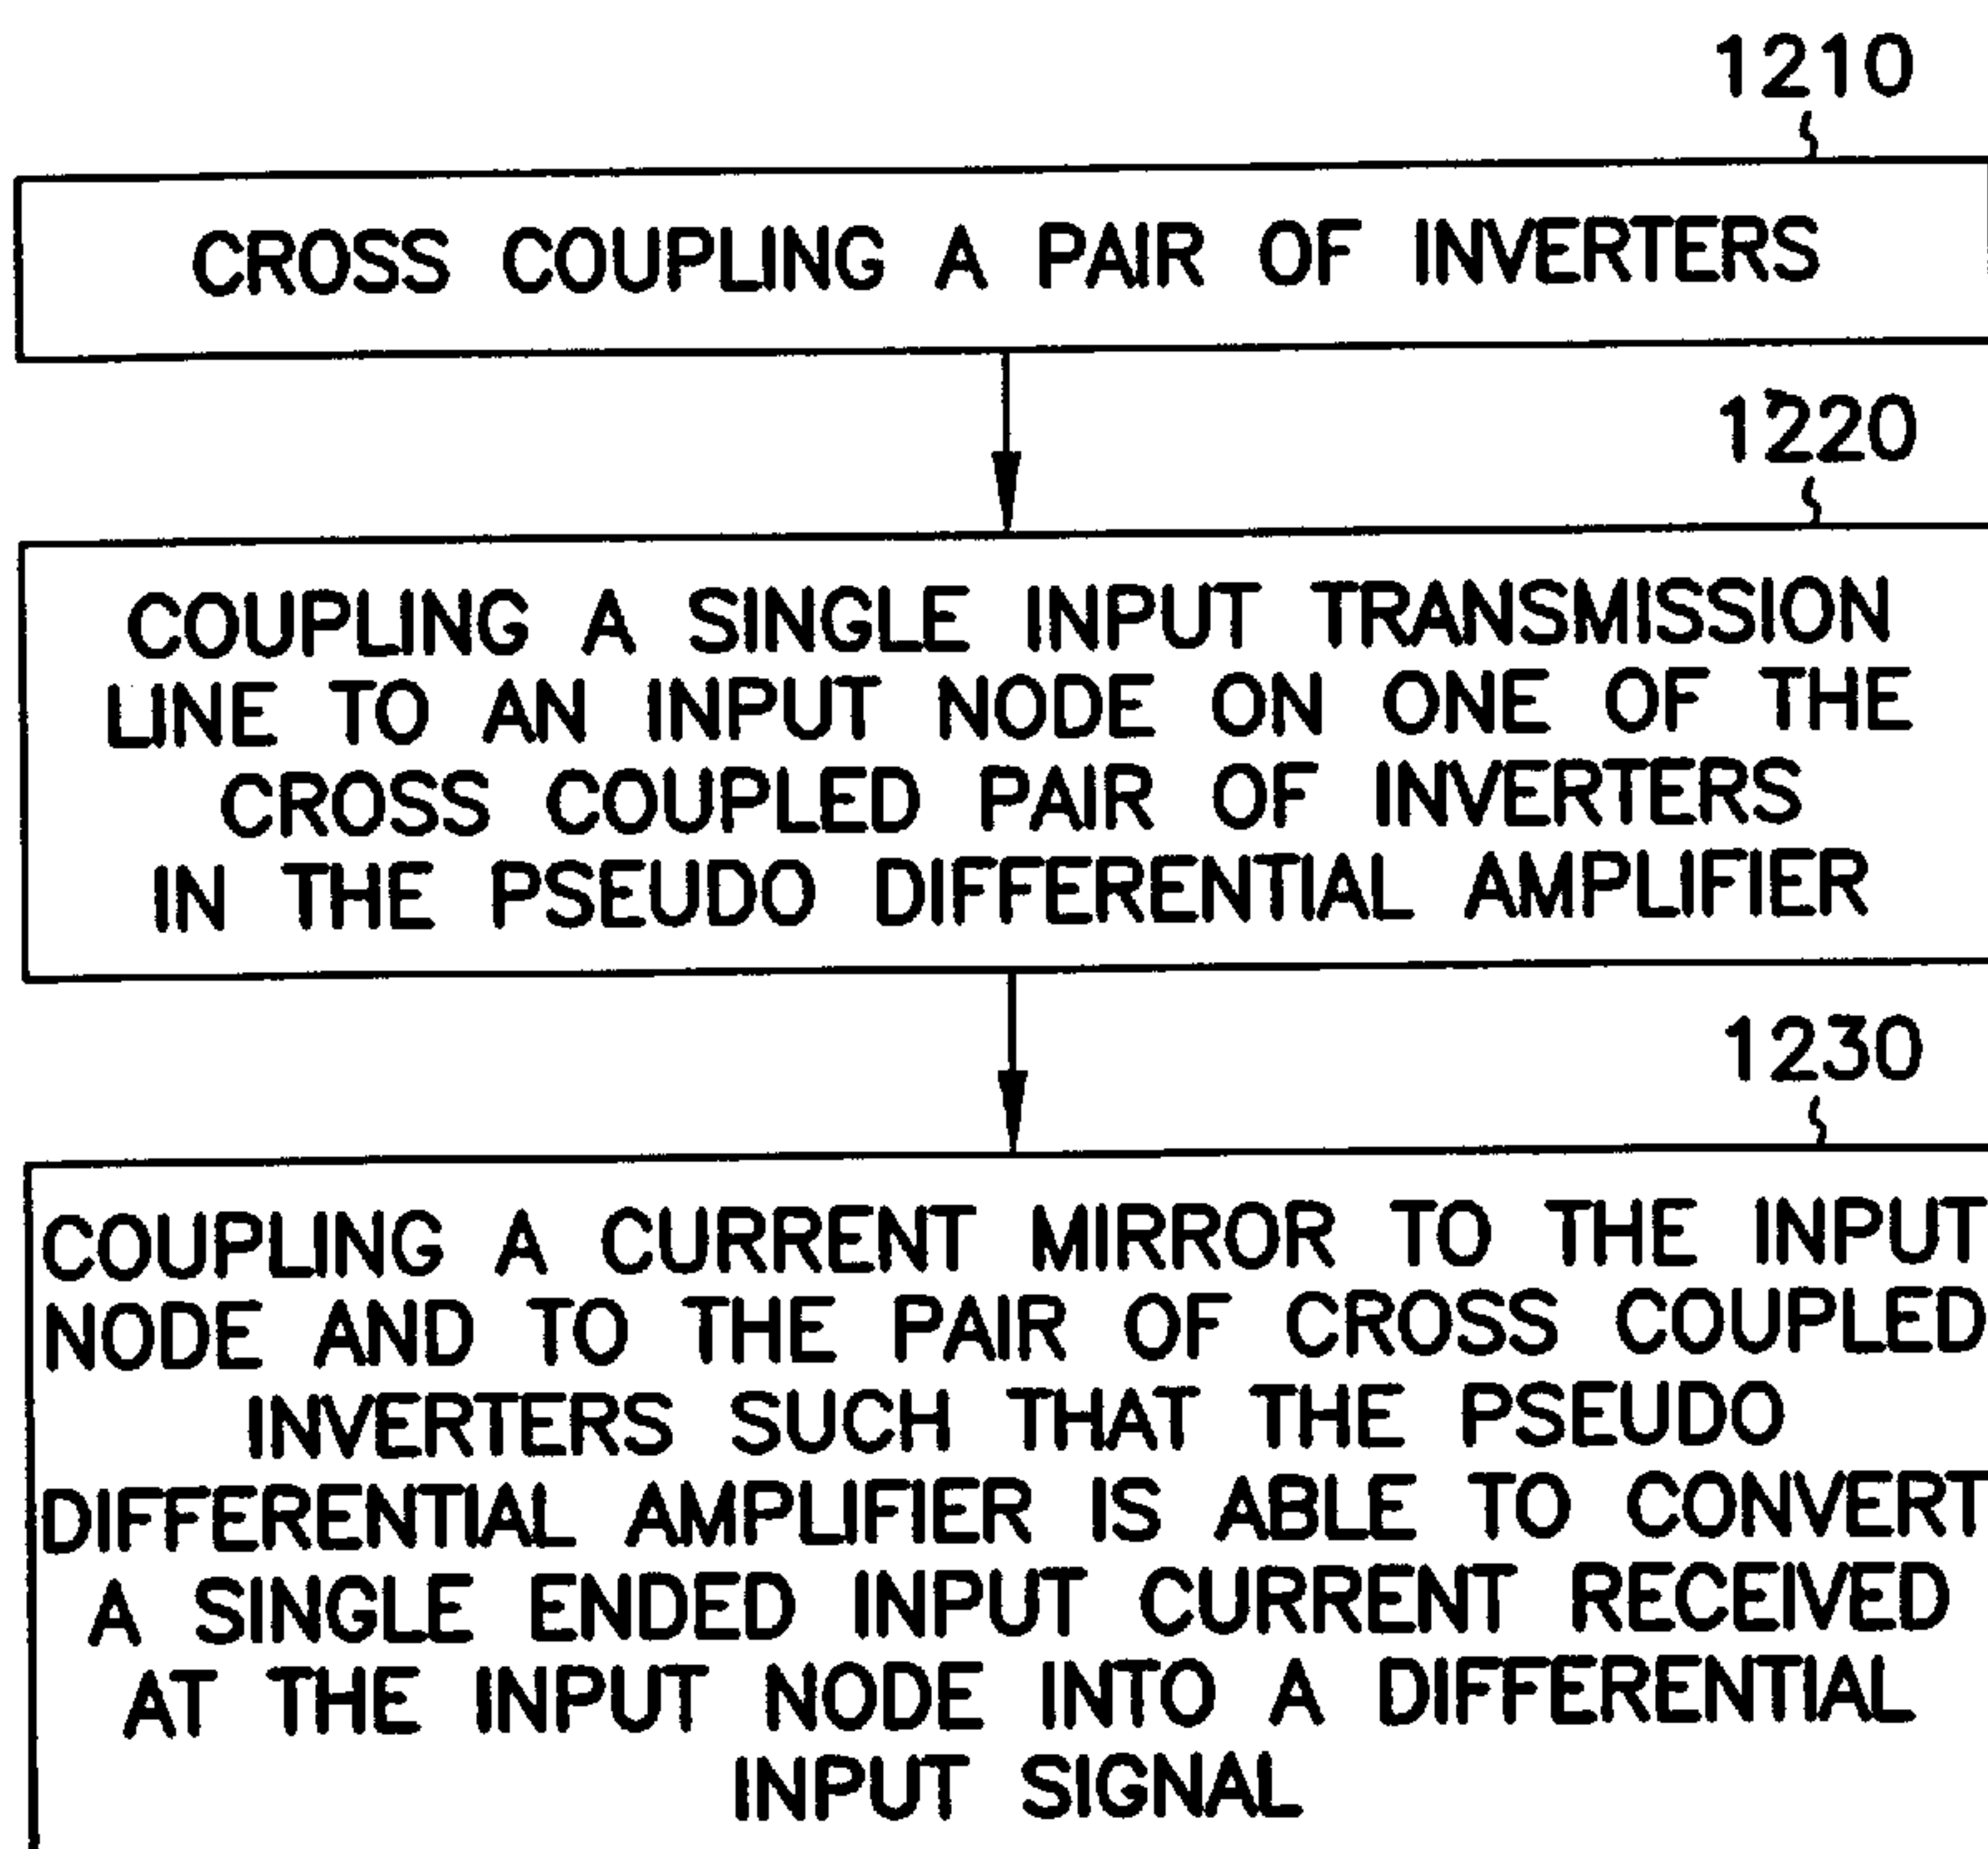 1210
CROSS COUPLING A PAIR OF INVERTERS
1220
COUPLING A SINGLE INPUT TRANSMISSION
LINE TO AN INPUT NODE ON ONE OF THE
CROSS COUPLED PAIR OF INVERTERS
IN THE PSEUDO DIFFERENTIAL AMPLIFIER
1230
COUPLING A CURRENT MIRROR TO THE INPUT
NODE AND TO THE PAIR OF CROSS COUPLED
INVERTERS SUCH THAT THE PSEUDO
DIFFERENTIAL AMPLIFIER IS ABLE TO CONVERT
A SINGLE ENDED INPUT CURRENT RECEIVED
AT THE INPUT NODE INTO A DIFFERENTIAL
INPUT SIGNAL